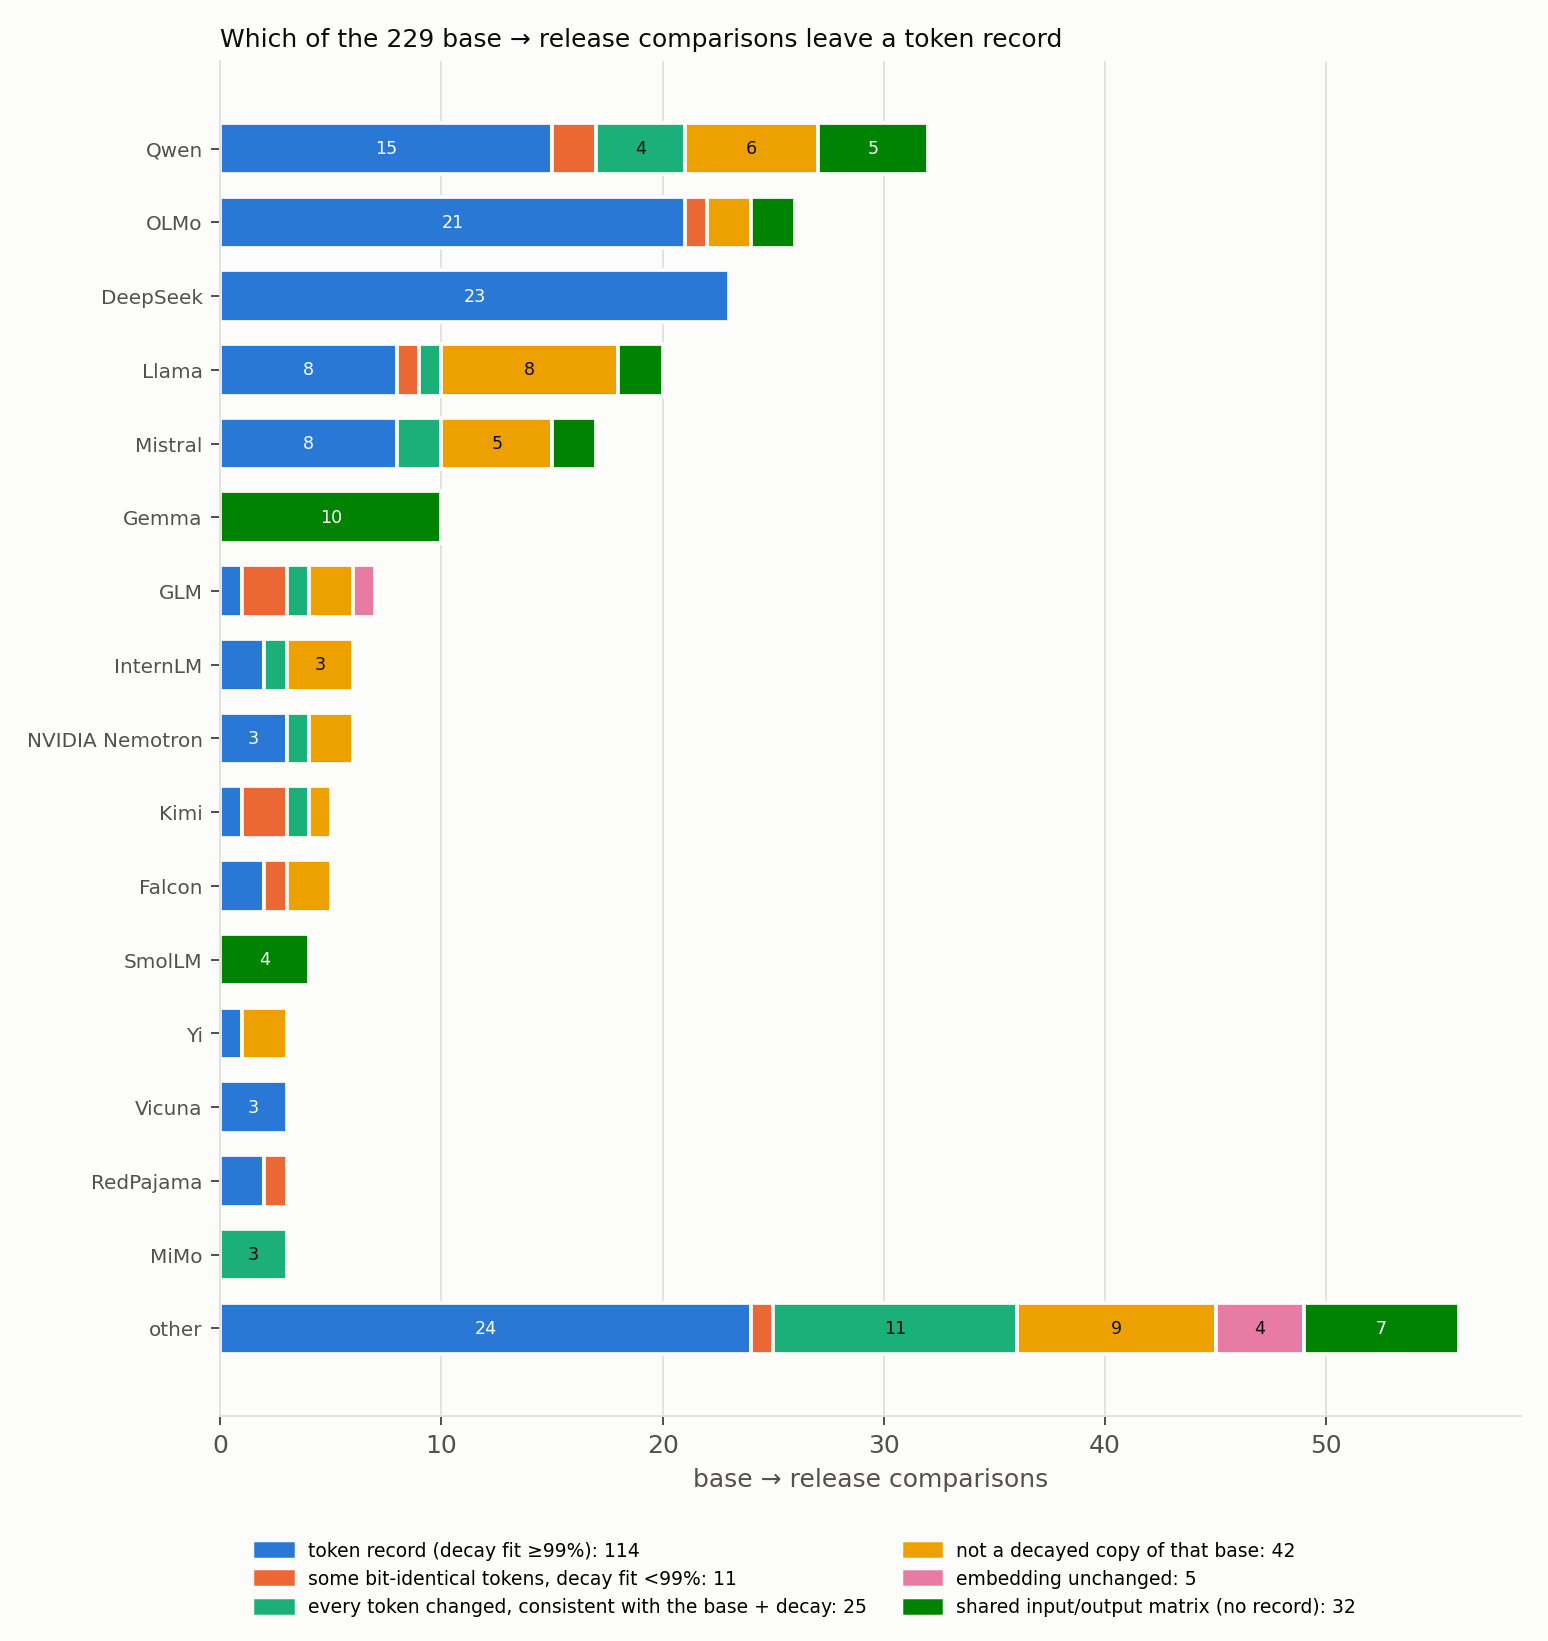 Which of the 229 base → release comparisons leave a token record
Qwen 15 4 6 5
OLMo 21
DeepSeek 23
Llama 8 8
Mistral 8 5
Gemma 10
GLM
InternLM 3
NVIDIA Nemotron 3
Kimi
Falcon
SmolLM 4
Yi
Vicuna 3
RedPajama
MiMo 3
other 24 11 9 4 7
0 10 20 30 40 50
base → release comparisons
token record (decay fit ≥99%): 114
some bit-identical tokens, decay fit <99%: 11
every token changed, consistent with the base + decay: 25
not a decayed copy of that base: 42
embedding unchanged: 5
shared input/output matrix (no record): 32